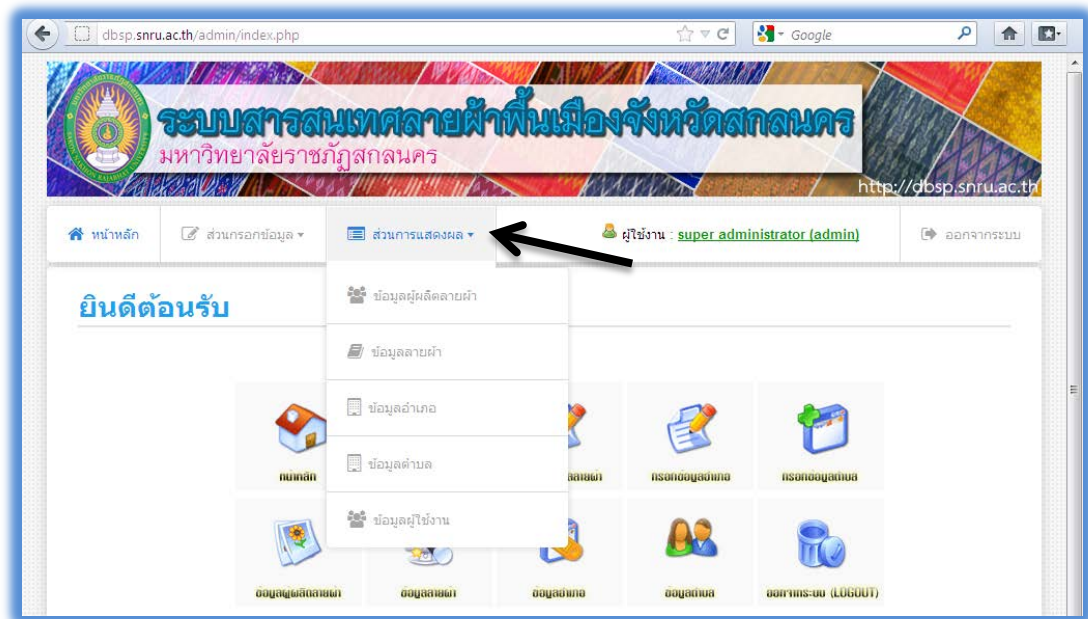 dbsp.snru.ac.th/admin/index.php
Google
ระบบสารสนเทศลายผ้าพื้นเมืองจังหวัดสกลนคร
มหาวิทยาลัยราชภัฏสกลนคร
http://dbsp.snru.ac.th
หน้าหลัก ส่วนกรอกข้อมูล ส่วนการแสดงผล ผู้ใช้งาน : super administrator (admin) ออกจากระบบ
ยินดีต้อนรับ
ข้อมูลผู้ผลิตลายผ้า
ข้อมูลลายผ้า
ข้อมูลอำเภอ
ข้อมูลตำบล
ข้อมูลผู้ใช้งาน
หน้าหลัก กรอกข้อมูลอำเภอ กรอกข้อมูลตำบล
ข้อมูลผู้ผลิตลายผ้า ข้อมูลลายผ้า ข้อมูลอำเภอ ข้อมูลตำบล ออกจากระบบ (LOGOUT)